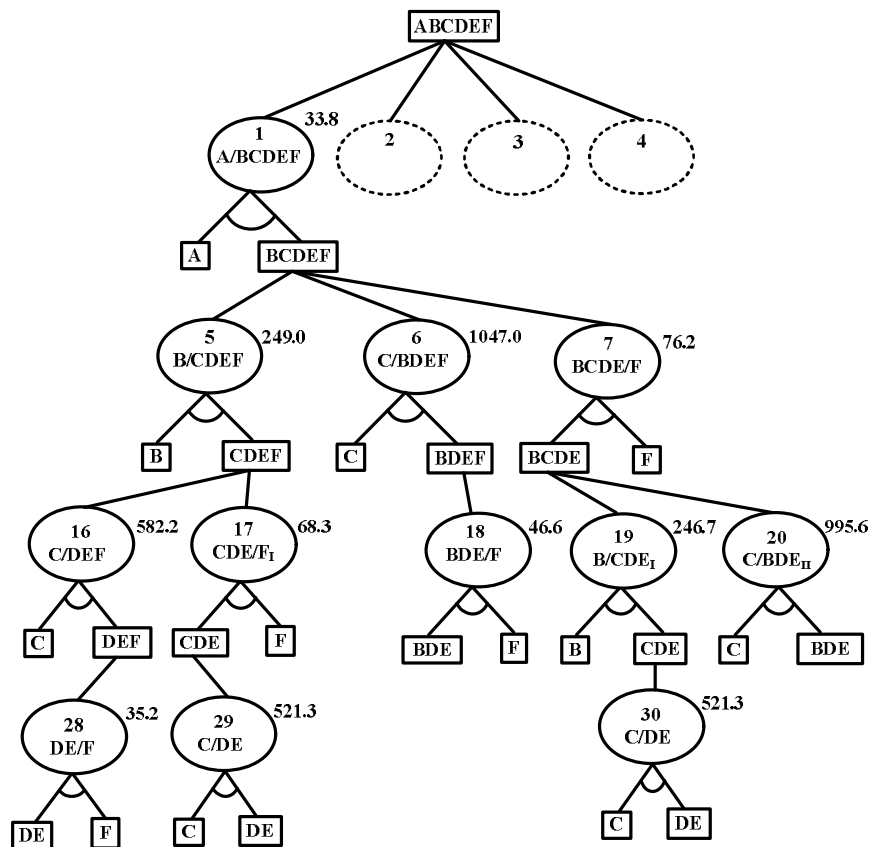 ABCDEF
1
A/BCDEF
33.8
2
3
4
A
BCDEF
5
B/CDEF
249.0
6
C/BDEF
1047.0
7
BCDE/F
76.2
B
CDEF
C
BDEF
BCDE
F
16
C/DEF
582.2
17
CDE/F_I
68.3
18
BDE/F
46.6
19
B/CDE_I
246.7
20
C/BDE_II
995.6
C
DEF
CDE
F
BDE
F
B
CDE
C
BDE
28
DE/F
35.2
29
C/DE
521.3
30
C/DE
521.3
DE
F
C
DE
C
DE